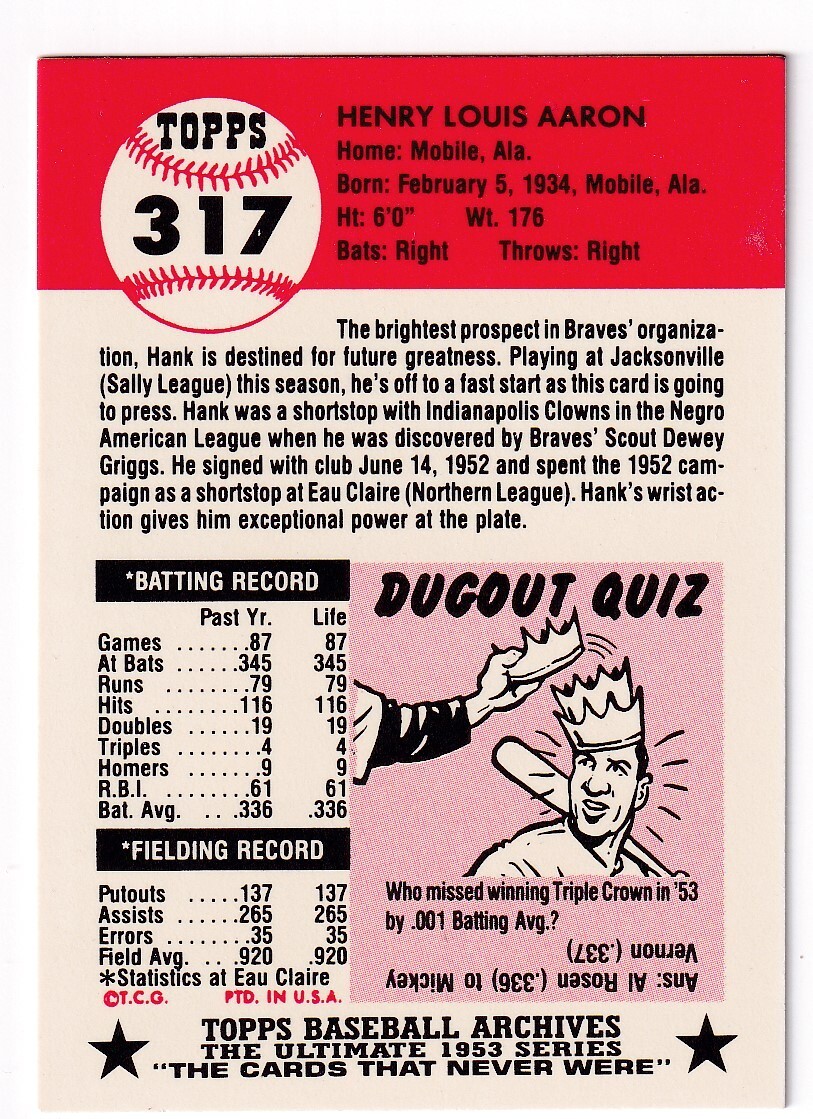 TOPPS
317
HENRY LOUIS AARON
Home: Mobile, Ala.
Born: February 5, 1934, Mobile, Ala.
Ht: 6'0" Wt. 176
Bats: Right Throws: Right
The brightest prospect in Braves' organiza-
tion, Hank is destined for future greatness. Playing at Jacksonville
(Sally League) this season, he's off to a fast start as this card is going
to press. Hank was a shortstop with Indianapolis Clowns in the Negro
American League when he was discovered by Braves' Scout Dewey
Griggs. He signed with club June 14, 1952 and spent the 1952 cam-
paign as a shortstop at Eau Claire (Northern League). Hank's wrist ac-
tion gives him exceptional power at the plate.
*BATTING RECORD
Past Yr. Life
Games .......87 87
At Bats .....345 345
Runs ........79 79
Hits ........116 116
Doubles ......19 19
Triples ........4 4
Homers .......9 9
R.B.I. ........61 61
Bat. Avg. ...336 .336
*FIELDING RECORD
Putouts .....137 137
Assists .....265 265
Errors ........35 35
Field Avg. ...920 .920
*Statistics at Eau Claire
©T.C.G. PTD. IN U.S.A.
DUGOUT QUIZ
Who missed winning Triple Crown in '53
by .001 Batting Avg.?
Ans: Al Rosen (.336) to Mickey
Vernon (.337)
TOPPS BASEBALL ARCHIVES
THE ULTIMATE 1953 SERIES
"THE CARDS THAT NEVER WERE"